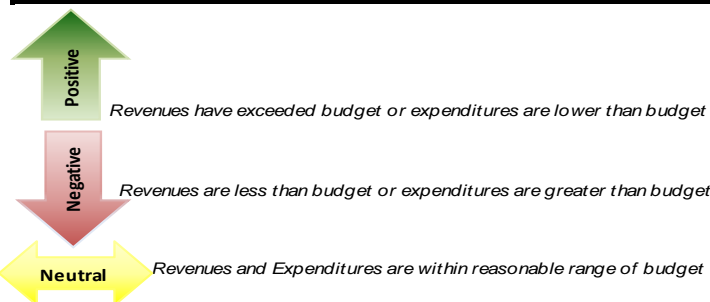 Positive
Revenues have exceeded budget or expenditures are lower than budget
Negative
Revenues are less than budget or expenditures are greater than budget
Neutral
Revenues and Expenditures are within reasonable range of budget